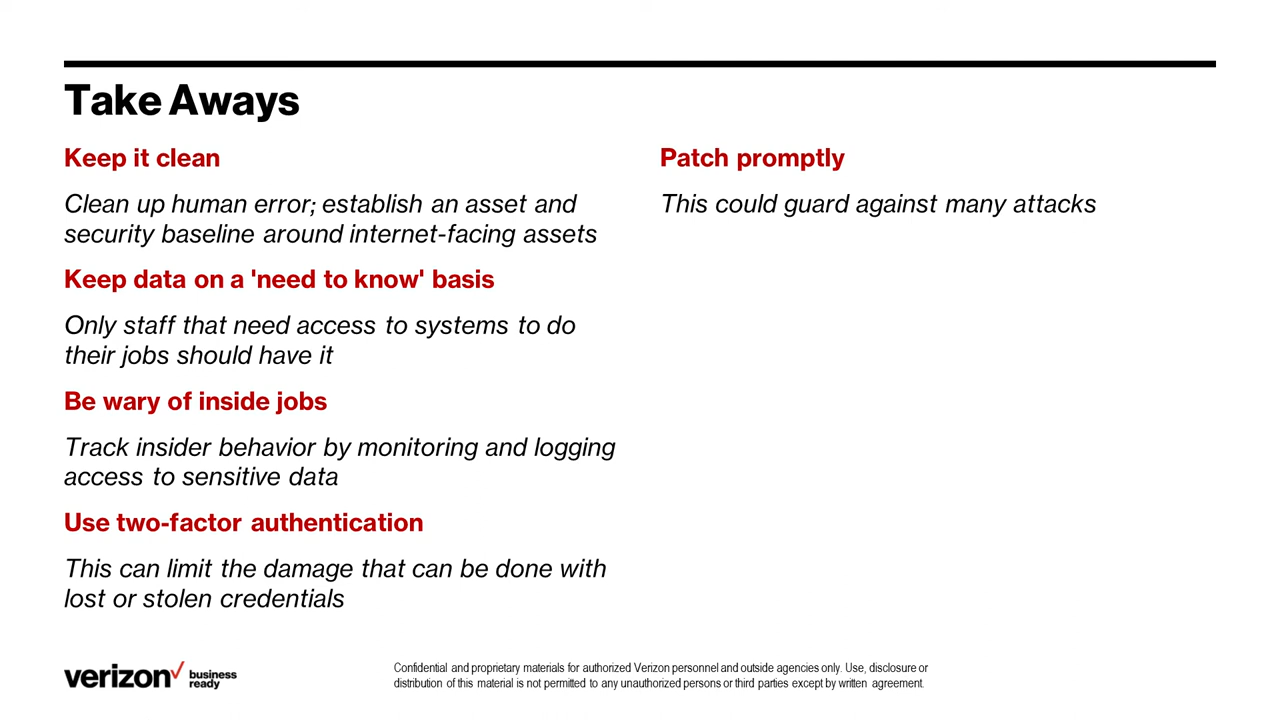 Take Aways
Keep it clean
Clean up human error; establish an asset and
security baseline around internet-facing assets
Keep data on a 'need to know' basis
Only staff that need access to systems to do
their jobs should have it
Be wary of inside jobs
Track insider behavior by monitoring and logging
access to sensitive data
Use two-factor authentication
This can limit the damage that can be done with
lost or stolen credentials
Patch promptly
This could guard against many attacks
verizon✓ business
ready
Confidential and proprietary materials for authorized Verizon personnel and outside agencies only. Use, disclosure or
distribution of this material is not permitted to any unauthorized persons or third parties except by written agreement.